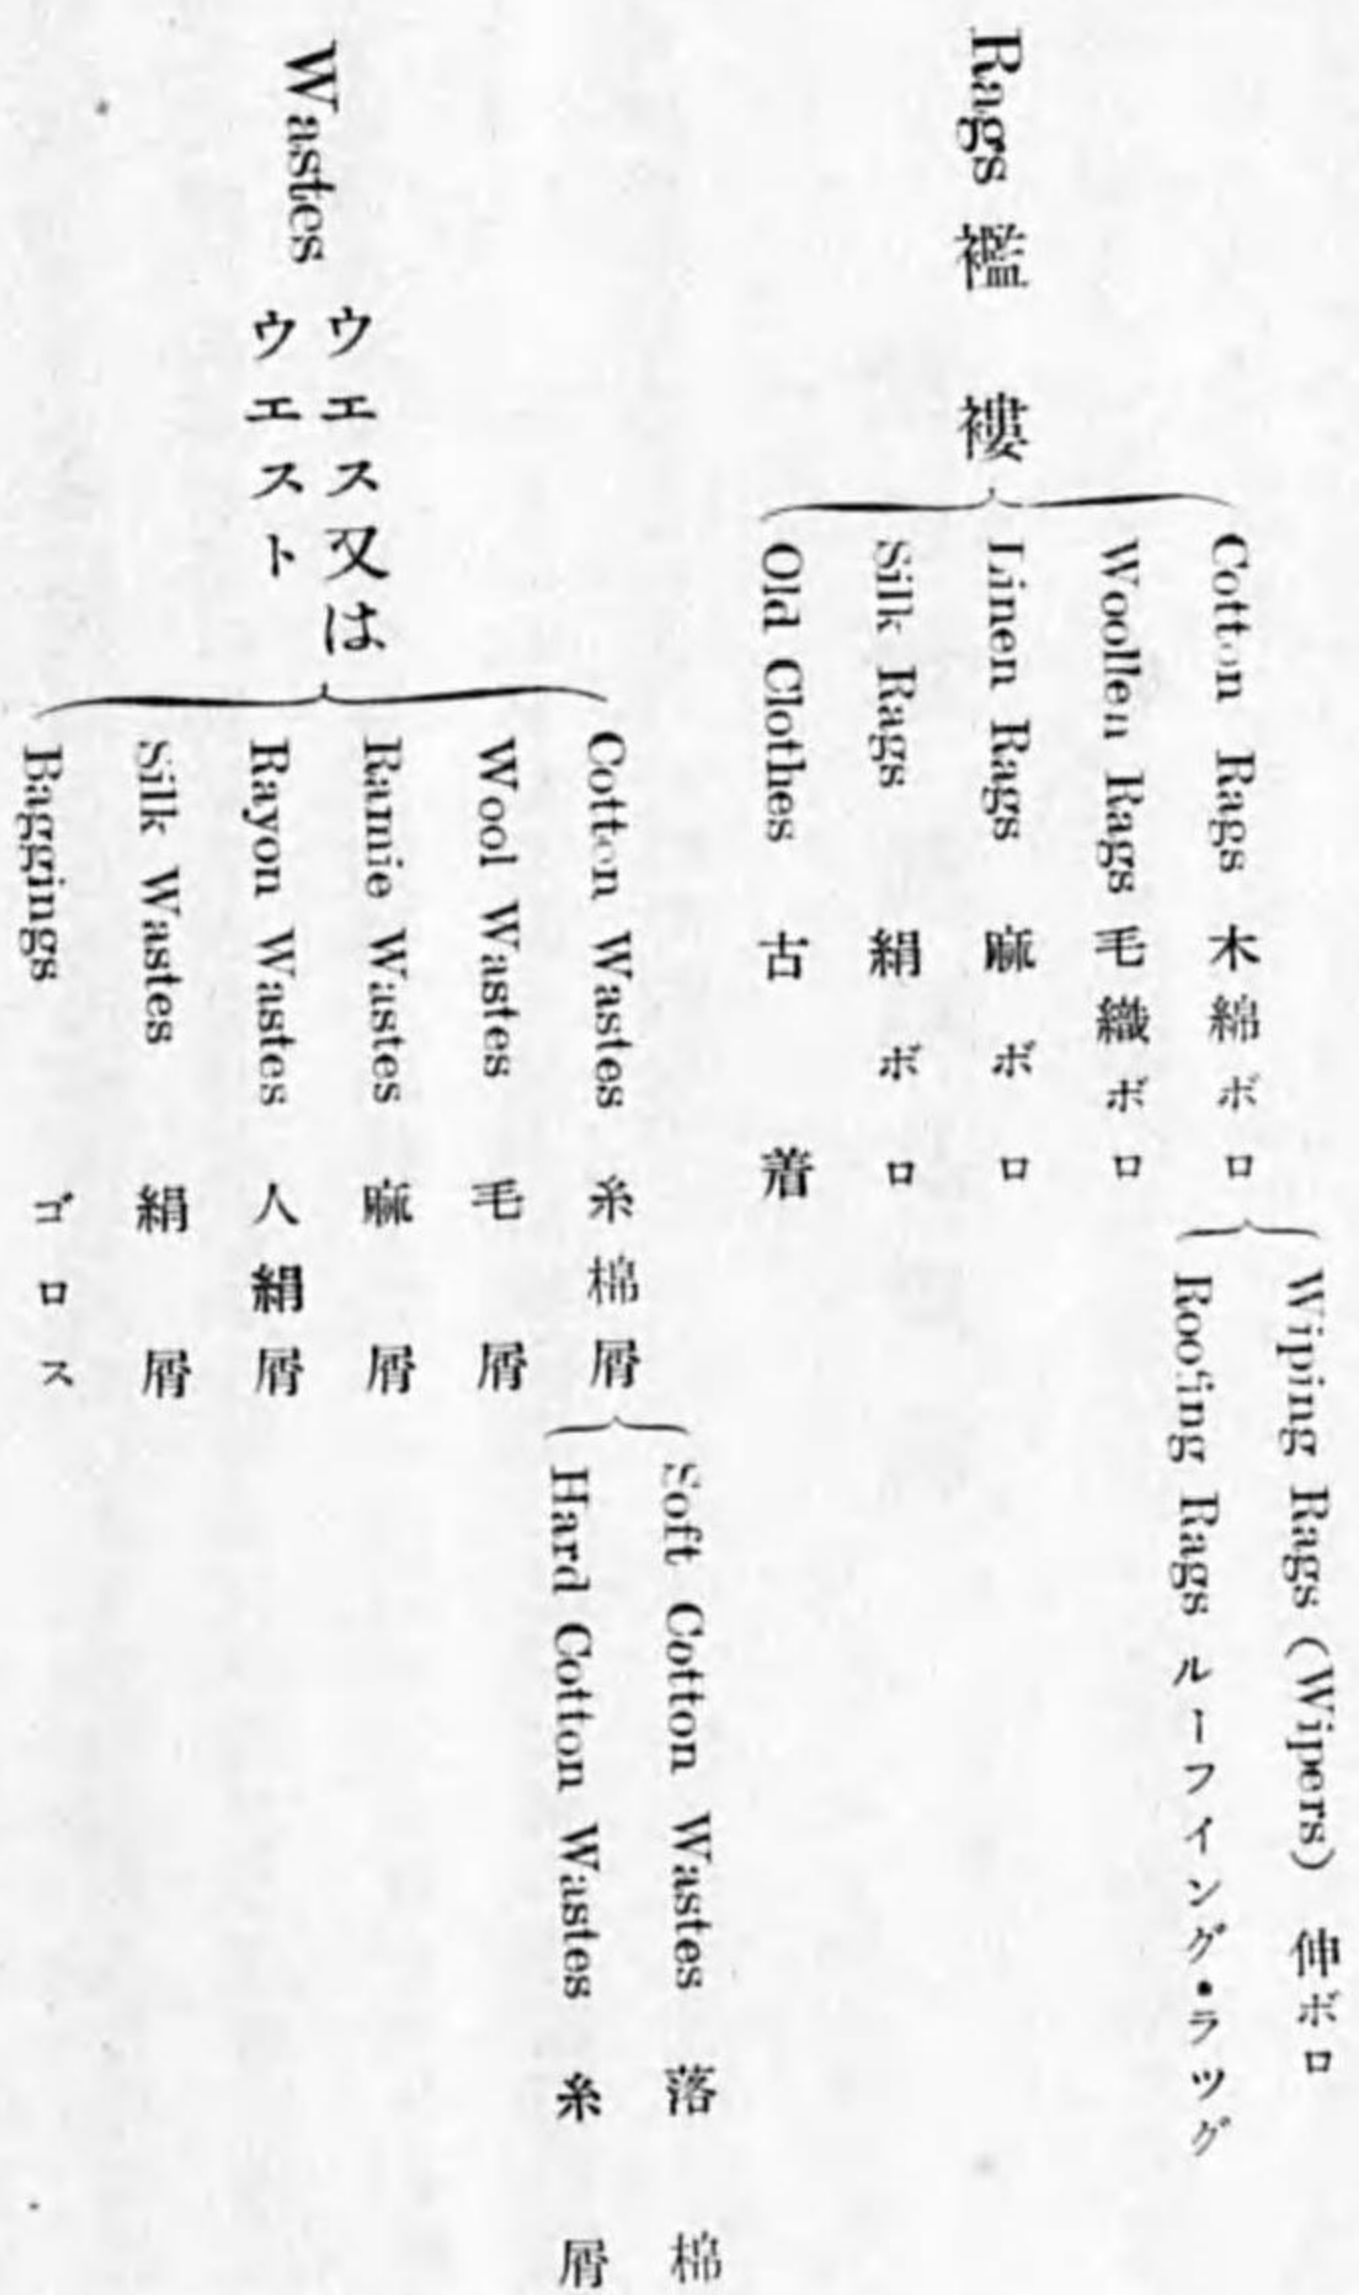 Rags 襤褸
Wiping Rags (Wipers) 伸ボロ
Cotton Rags 木綿ボロ
Roofing Rags ルーフイング・ラツグ
Woollen Rags 毛織ボロ
Linen Rags 麻ボロ
Silk Rags 絹ボロ
Old Clothes 古着
Wastes ウエス又は
ウエスト
Soft Cotton Wastes 落棉
Cotton Wastes 糸棉屑
Hard Cotton Wastes 糸屑
Wool Wastes 毛屑
Ramie Wastes 麻屑
Rayon Wastes 人絹屑
Silk Wastes 絹屑
Baggings ゴロス